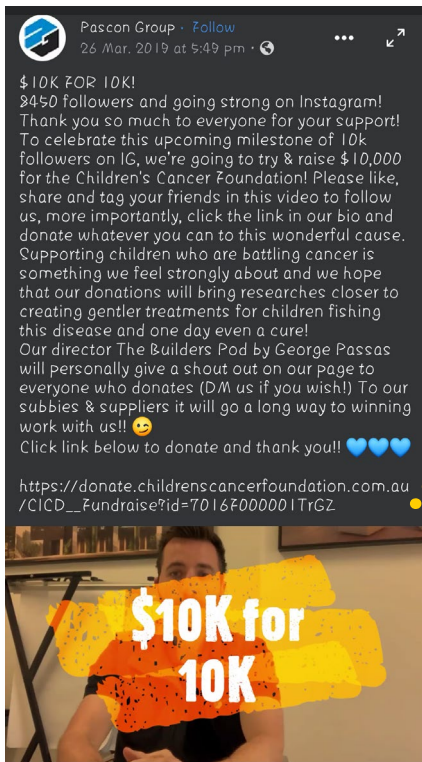 Pascon Group · Follow
26 Mar. 2019 at 5:49 pm ·
$10K FOR 10K!
8450 followers and going strong on Instagram!
Thank you so much to everyone for your support!
To celebrate this upcoming milestone of 10k
followers on IG, we're going to try & raise $10,000
for the Children's Cancer Foundation! Please like,
share and tag your friends in this video to follow
us, more importantly, click the link in our bio and
donate whatever you can to this wonderful cause.
Supporting children who are battling cancer is
something we feel strongly about and we hope
that our donations will bring researches closer to
creating gentler treatments for children fishing
this disease and one day even a cure!
Our director The Builders Pod by George Passas
will personally give a shout out on our page to
everyone who donates (DM us if you wish!) To our
subbies & suppliers it will go a long way to winning
work with us!! 😉
Click link below to donate and thank you!! 💙💙💙
https://donate.childrenscancerfoundation.com.au
/CICD__Fundraise?id=7016F000001TrGZ
$10K for
10K